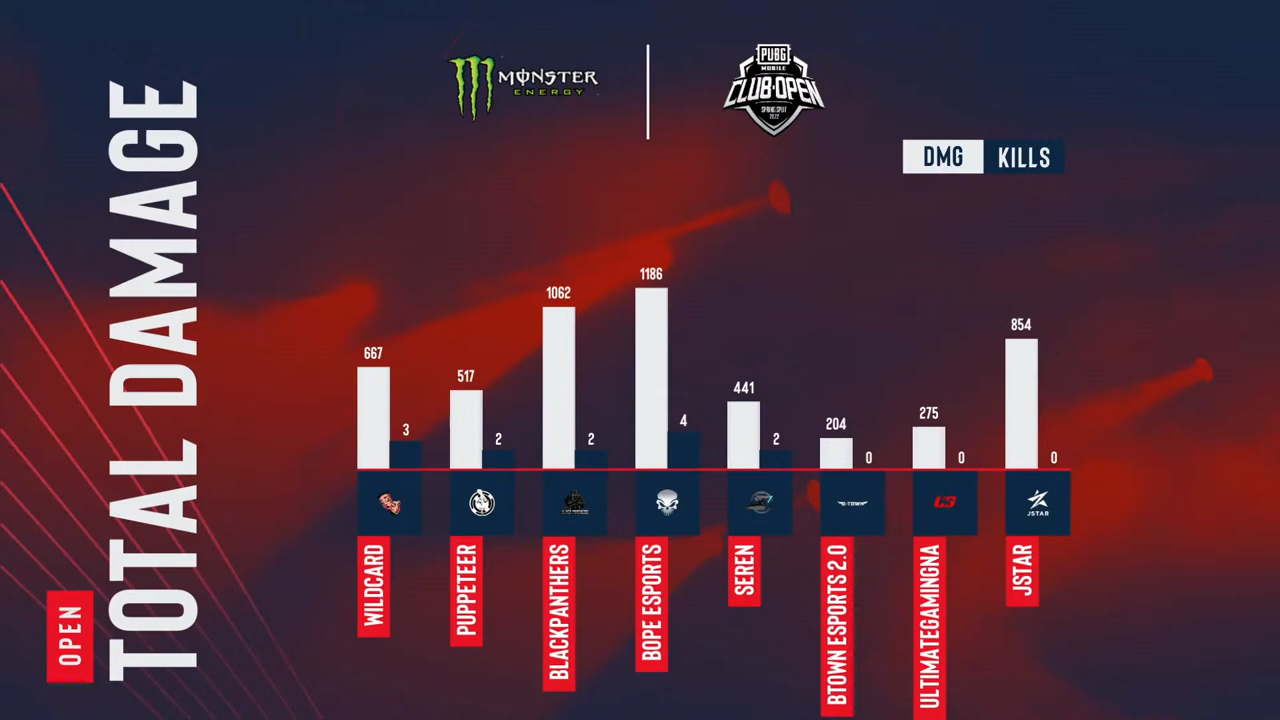 MONSTER
ENERGY
PUBG
MOBILE
CLUB OPEN
SPRING SPLIT
2022
DMG KILLS
TOTAL DAMAGE
OPEN
667 3
517 2
1062 2
1186 4
441 2
204 0
275 0
854 0
B-TOWN
JSTAR
WILDCARD
PUPPETEER
BLACKPANTHERS
BOPE ESPORTS
SEREN
BTOWN ESPORTS 2.0
ULTIMATEGAMINGNA
JSTAR